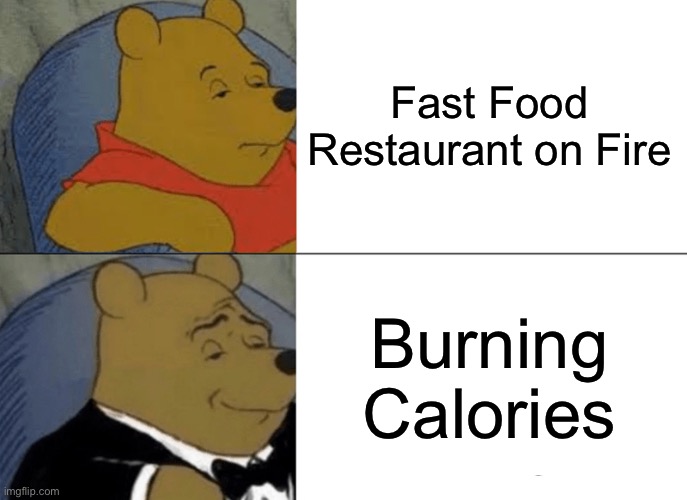 Fast Food
Restaurant on Fire
Burning
Calories
imgflip.com